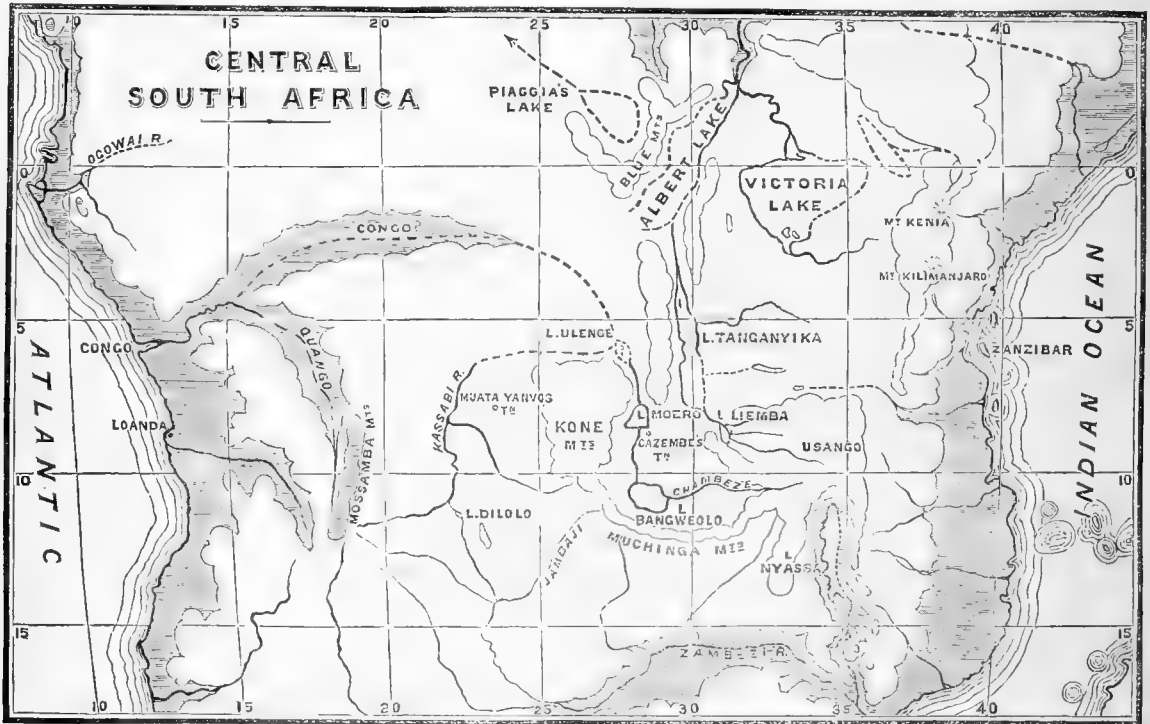 10 15 20 25 30 35 40
CENTRAL
SOUTH AFRICA
PIAGGIA'S
LAKE
OGOWAI R.
BLUE MTS
ALBERT LAKE
0
0
VICTORIA
LAKE
MT KENIA
CONGO?
MT KILIMANJARO
5
5
L. ULENGE
L. TANGANYIKA
CONGO
ZANZIBAR
QUANGO
ATLANTIC
INDIAN OCEAN
KASSABI R.
MUATA YANVOS
TN
L MOERO
L LIEMBA
LOANDA
KONE
MTS
CAZEMBES
TN
USANGO
MOSSAMBA MTS
10
10
CHAMBEZE
L. DILOLO
L
BANGWEOLO
JAMBAJI
MUCHINGA MTS
L
NYASSA
15
15
ZAMBEZI R.
10 15 20 25 30 35 40